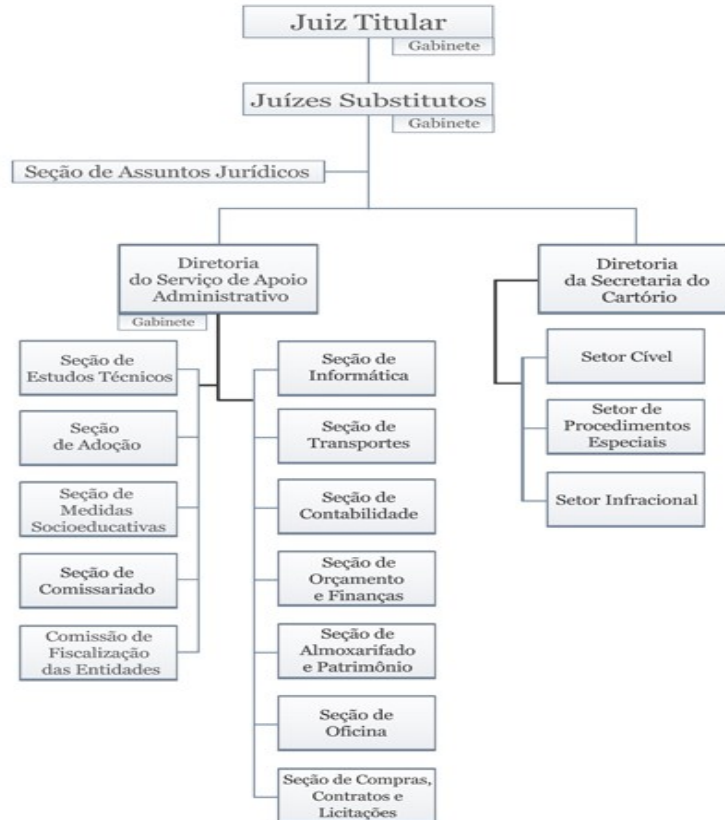 Juiz Titular
Gabinete
Juízes Substitutos
Gabinete
Seção de Assuntos Jurídicos
Diretoria
do Serviço de Apoio
Administrativo
Gabinete
Diretoria
da Secretaria do
Cartório
Seção de
Estudos Técnicos
Seção
de Adoção
Seção de
Medidas
Socioeducativas
Seção de
Comissariado
Comissão de
Fiscalização
das Entidades
Seção de
Informática
Seção de
Transportes
Seção de
Contabilidade
Seção de
Orçamento
e Finanças
Seção de
Almoxarifado
e Patrimônio
Seção de
Oficina
Seção de Compras,
Contratos e
Licitações
Setor Cível
Setor de
Procedimentos
Especiais
Setor Infracional